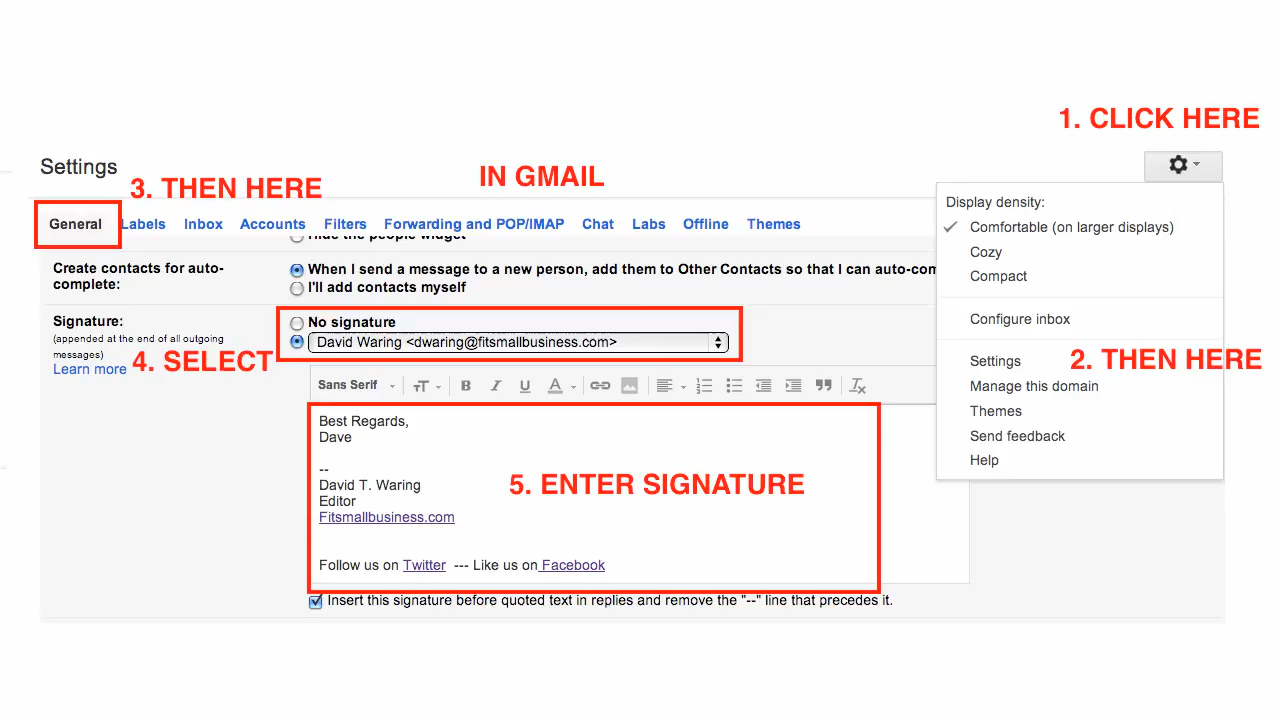 1. CLICK HERE
Settings
3. THEN HERE
IN GMAIL
General Labels Inbox Accounts Filters Forwarding and POP/IMAP Chat Labs Offline Themes
Hide the people widget
Create contacts for auto-
complete:
When I send a message to a new person, add them to Other Contacts so that I can auto-com
I'll add contacts myself
Signature:
(appended at the end of all outgoing
messages)
Learn more
4. SELECT
No signature
David Waring <dwaring@fitsmallbusiness.com>
Sans Serif
Best Regards,
Dave
--
David T. Waring
Editor
Fitsmallbusiness.com
5. ENTER SIGNATURE
Follow us on Twitter --- Like us on Facebook
Insert this signature before quoted text in replies and remove the "--" line that precedes it.
Display density:
Comfortable (on larger displays)
Cozy
Compact
Configure inbox
Settings
2. THEN HERE
Manage this domain
Themes
Send feedback
Help